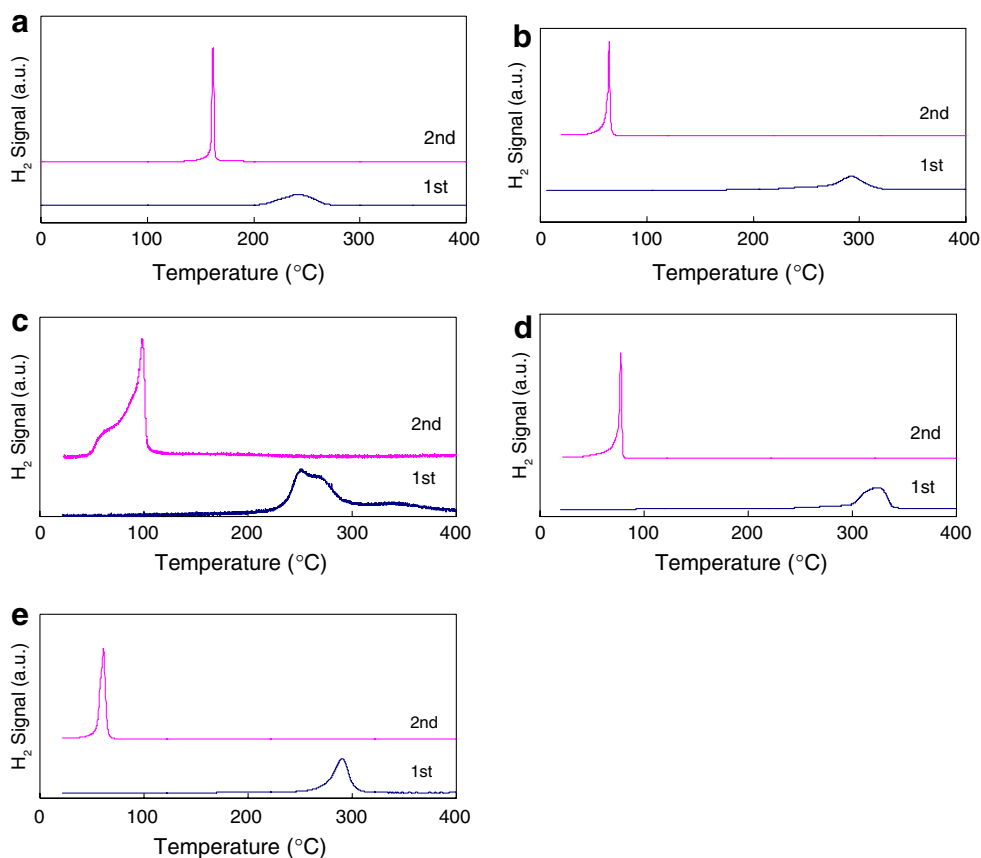 a
H2 Signal (a.u.)
2nd
1st
0 100 200 300 400
Temperature (°C)
b
H2 Signal (a.u.)
2nd
1st
0 100 200 300 400
Temperature (°C)
c
H2 Signal (a.u.)
2nd
1st
0 100 200 300 400
Temperature (°C)
d
H2 Signal (a.u.)
2nd
1st
0 100 200 300 400
Temperature (°C)
e
H2 Signal (a.u.)
2nd
1st
0 100 200 300 400
Temperature (°C)